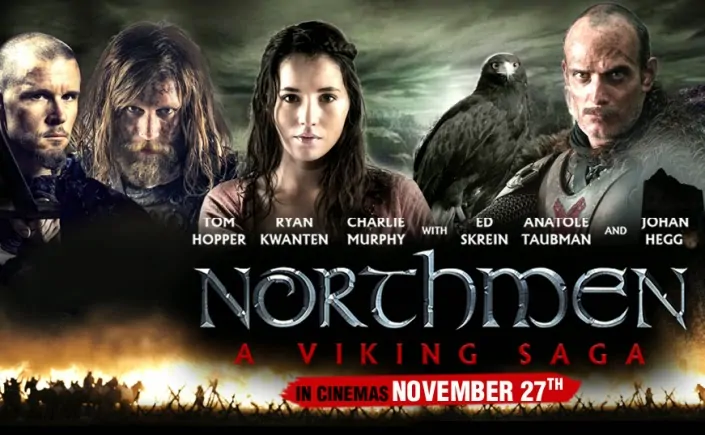 TOM RYAN CHARLIE ED ANATOLE JOHAN
HOPPER KWANTEN MURPHY WITH SKREIN TAUBMAN AND HEGG
NORTHMEN
A VIKING SAGA
IN CINEMAS NOVEMBER 27TH